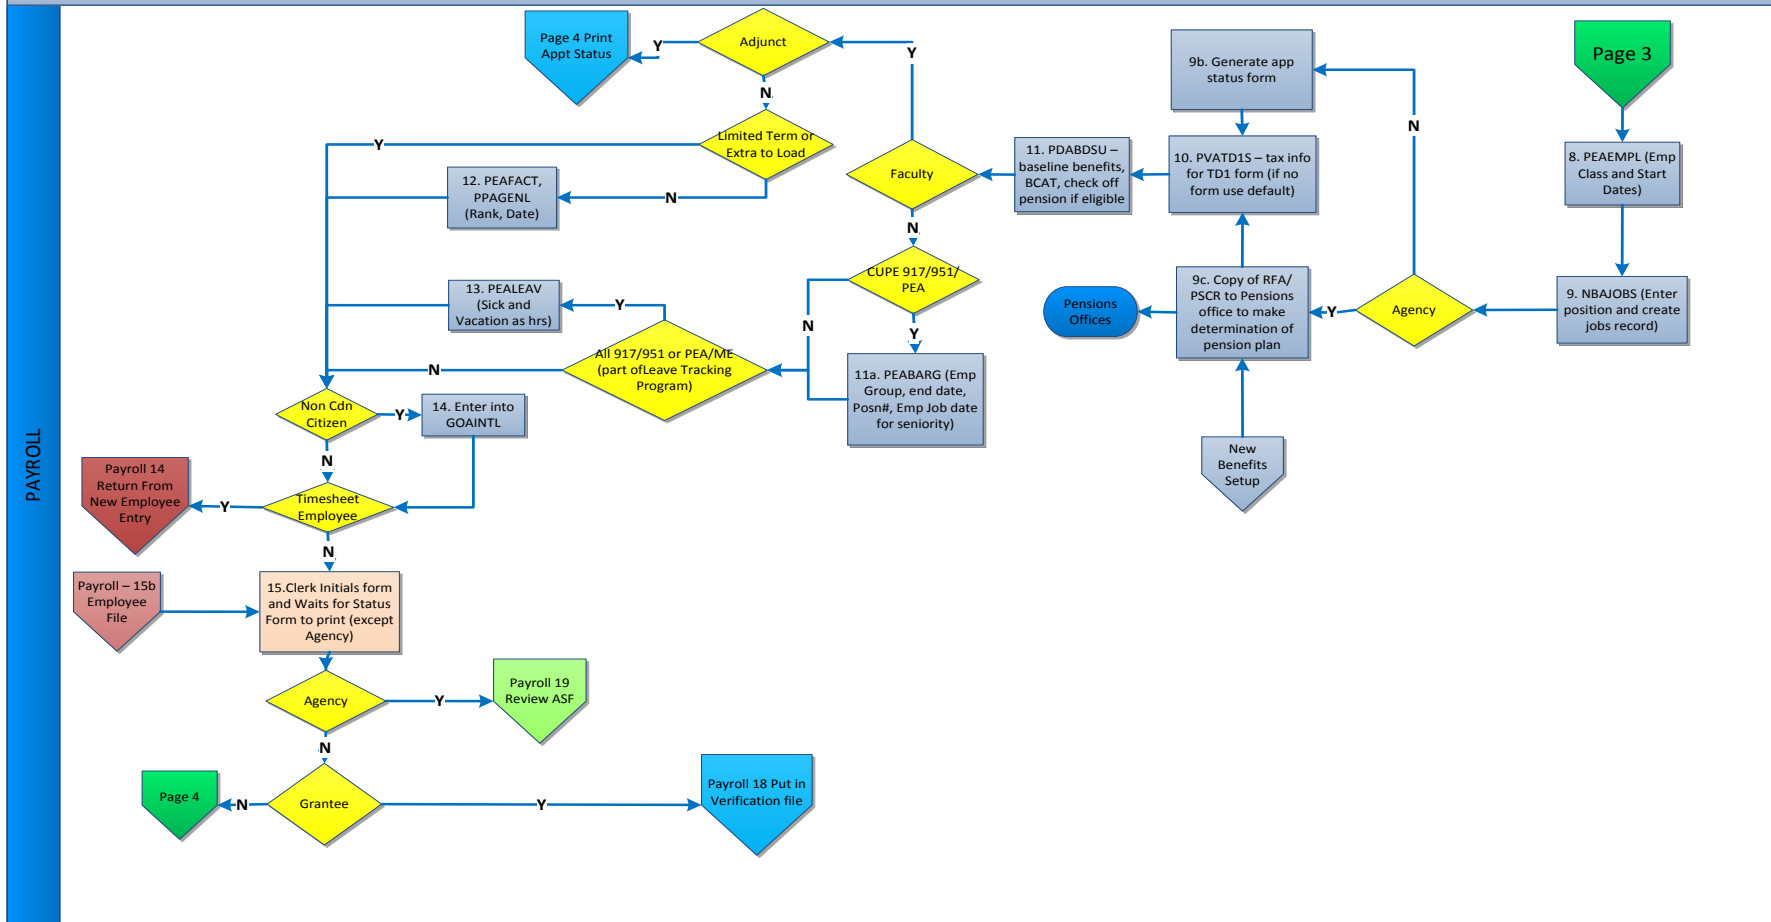 PAYROLL
Page 4 Print
Appt Status
Y
Adjunct
Y
N
Limited Term or
Extra to Load
Y
N
12. PEAFACT,
PPAGENL
(Rank, Date)
Faculty
N
11. PDABDSU –
baseline benefits,
BCAT, check off
pension if eligible
9b. Generate app
status form
10. PVATD1S – tax info
for TD1 form (if no
form use default)
N
Page 3
8. PEAEMPL (Emp
Class and Start
Dates)
9. NBAJOBS (Enter
position and create
jobs record)
Agency
Y
9c. Copy of RFA/
PSCR to Pensions
office to make
determination of
pension plan
Pensions
Offices
New
Benefits
Setup
CUPE 917/951/
PEA
N
Y
11a. PEABARG (Emp
Group, end date,
Posn#, Emp Job date
for seniority)
13. PEALEAV
(Sick and
Vacation as hrs)
Y
All 917/951 or PEA/ME
(part ofLeave Tracking
Program)
N
Non Cdn
Citizen
Y
14. Enter into
GOAINTL
N
Payroll 14
Return From
New Employee
Entry
Y
Timesheet
Employee
N
Payroll – 15b
Employee
File
15.Clerk Initials form
and Waits for Status
Form to print (except
Agency)
Agency
Y
Payroll 19
Review ASF
N
Page 4
N
Grantee
Y
Payroll 18 Put in
Verification file